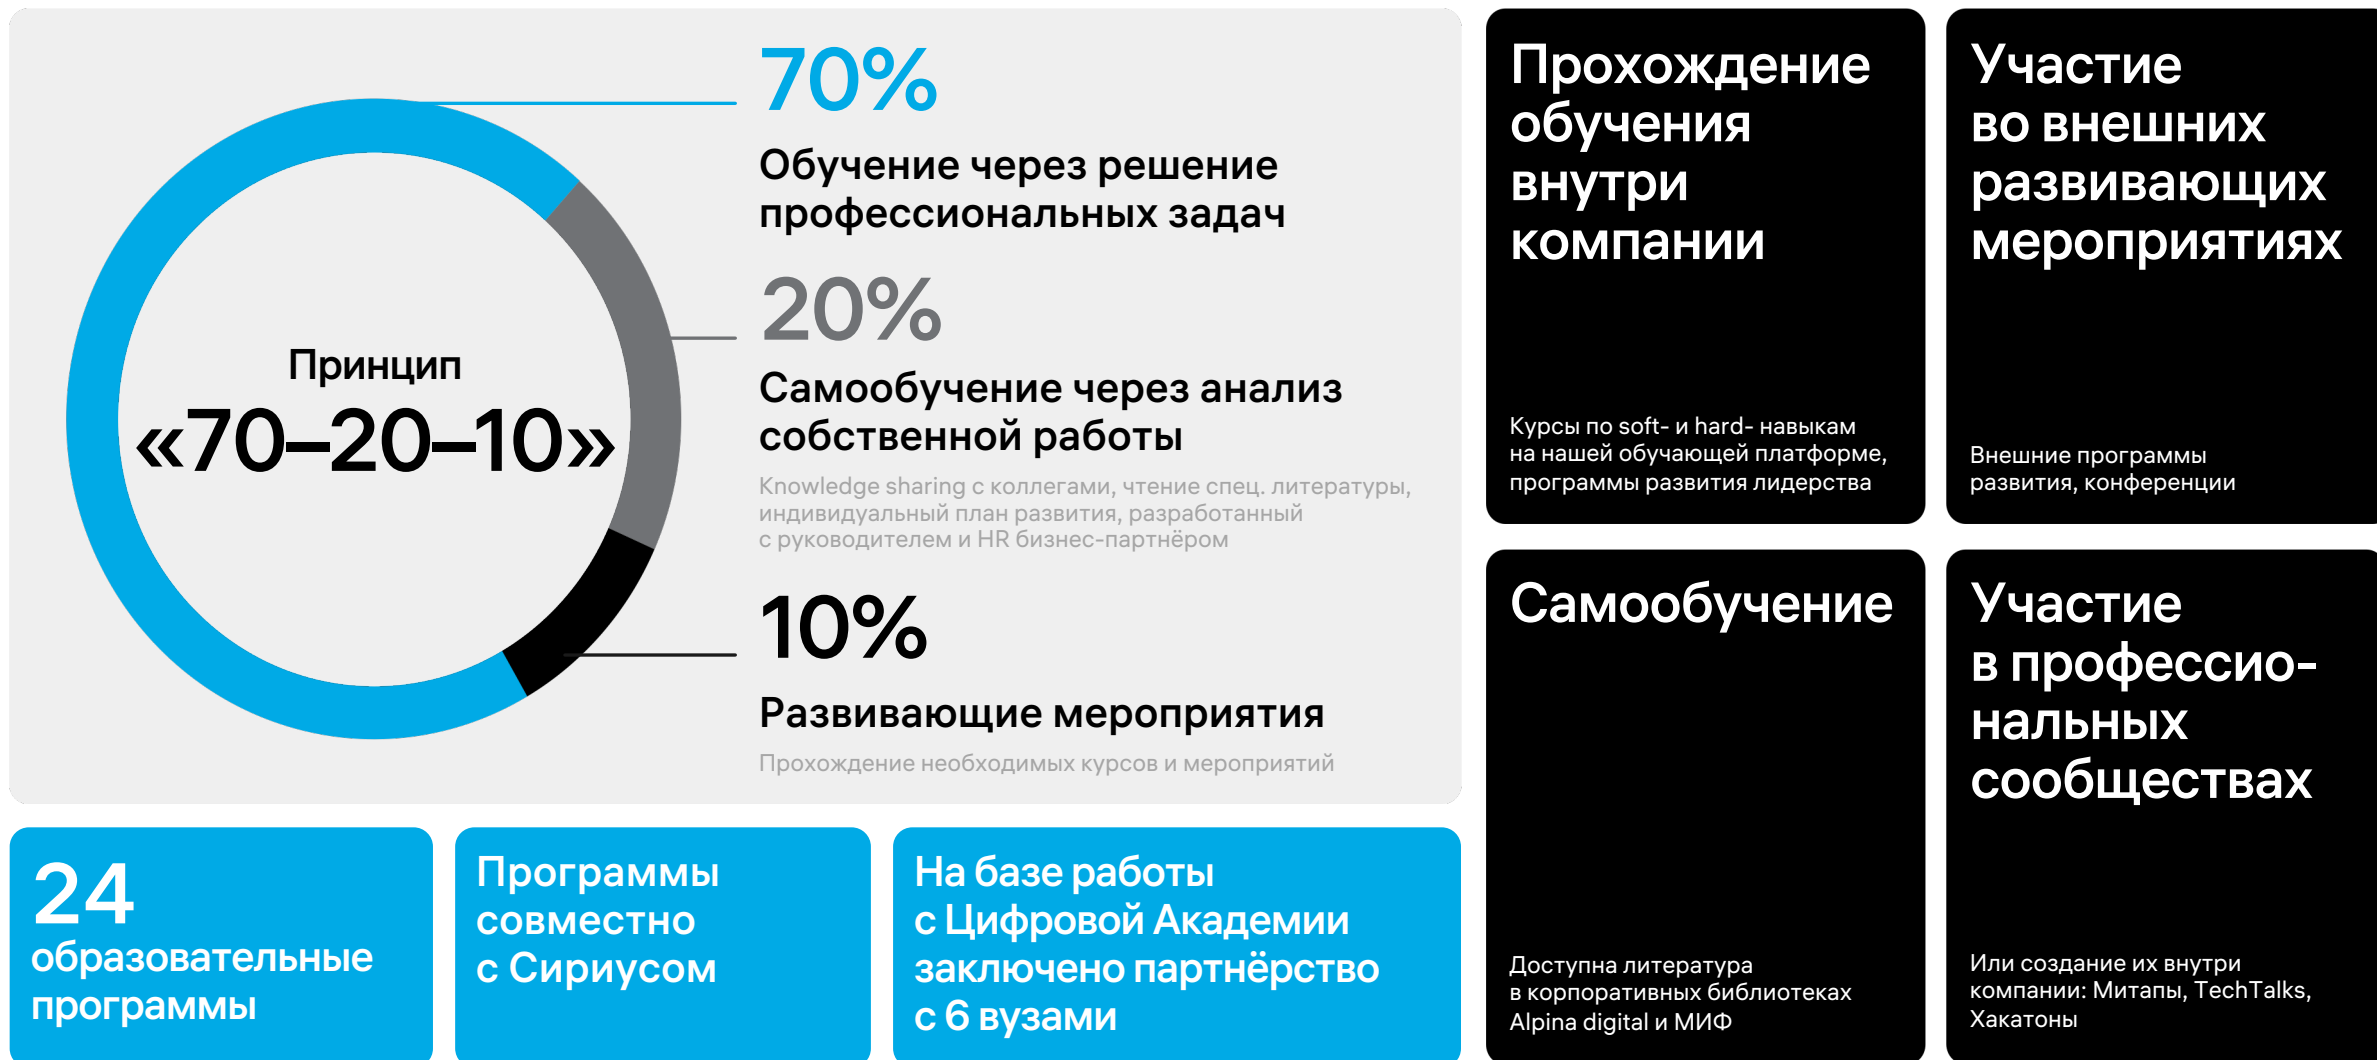 Принцип
«70–20–10»
70%
Обучение через решение
профессиональных задач
20%
Самообучение через анализ
собственной работы
Knowledge sharing с коллегами, чтение спец. литературы,
индивидуальный план развития, разработанный
с руководителем и HR бизнес-партнёром
10%
Развивающие мероприятия
Прохождение необходимых курсов и мероприятий
24
образовательные
программы
Программы
совместно
с Сириусом
На базе работы
с Цифровой Академии
заключено партнёрство
с 6 вузами
Прохождение
обучения
внутри
компании
Курсы по soft- и hard- навыкам
на нашей обучающей платформе,
программы развития лидерства
Участие
во внешних
развивающих
мероприятиях
Внешние программы
развития, конференции
Самообучение
Доступна литература
в корпоративных библиотеках
Alpina digital и МИФ
Участие
в профессио-
нальных
сообществах
Или создание их внутри
компании: Митапы, TechTalks,
Хакатоны